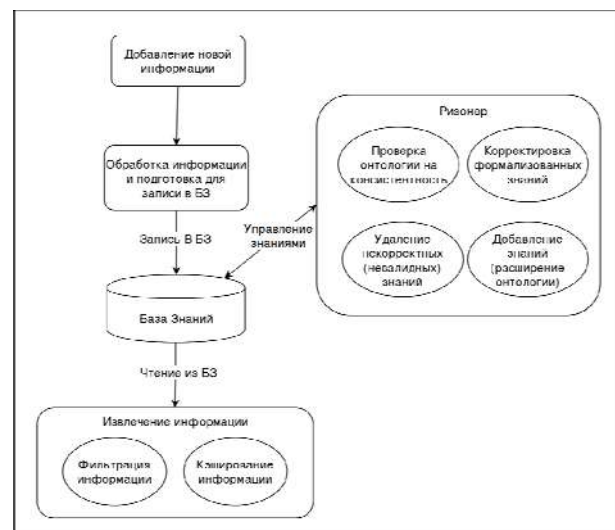 Добавление новой
информации
Обработка информации
и подготовка для
записи в БЗ
Запись В БЗ
Управление
знаниями
База Знаний
Чтение из БЗ
Извлечение информации
Фильтрация
информации
Кэширование
информации
Ризонер
Проверка
онтологии на
консистентность
Корректировка
формализованных
знаний
Удаление
некорректных
(невалидных)
знаний
Добавление
знаний
(расширение
онтологии)